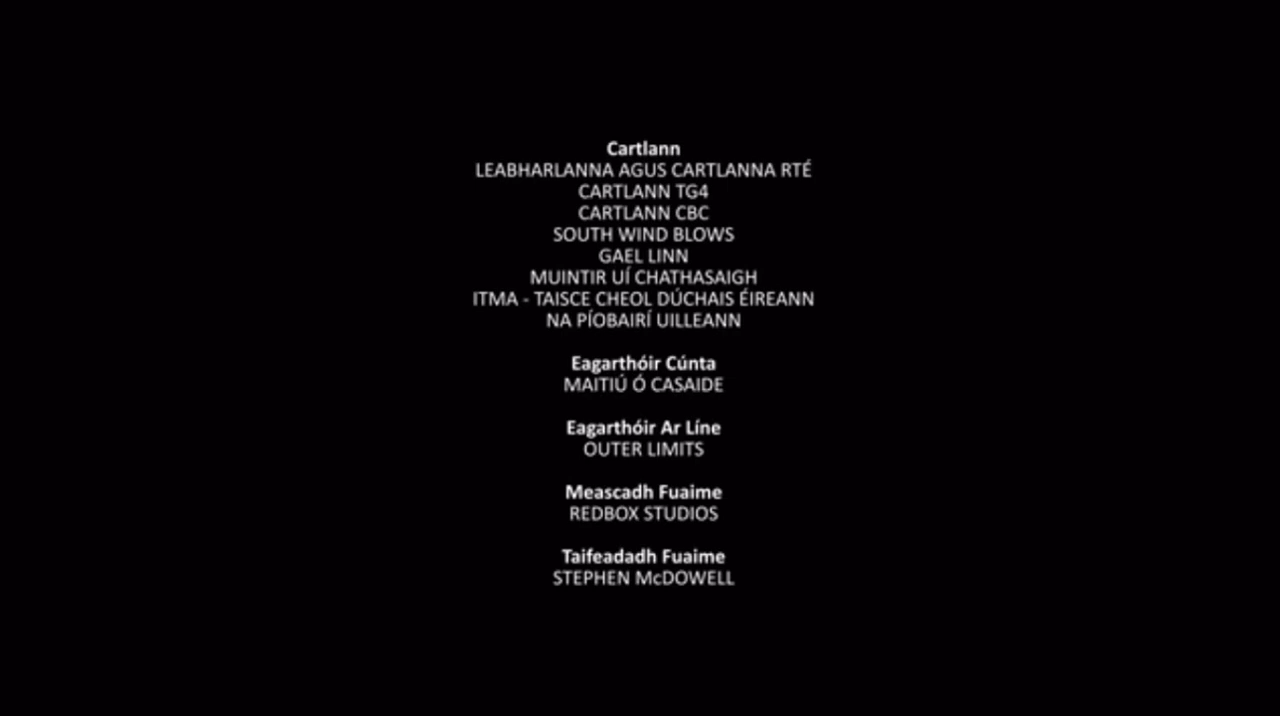 Cartlann
LEABHARLANNA AGUS CARTLANNA RTÉ
CARTLANN TG4
CARTLANN CBC
SOUTH WIND BLOWS
GAEL LINN
MUINTIR UÍ CHATHASAIGH
ITMA - TAISCE CHEOL DÚCHAIS ÉIREANN
NA PÍOBAIRÍ UILLEANN
Eagarthóir Cúnta
MAITIÚ Ó CASAIDE
Eagarthóir Ar Líne
OUTER LIMITS
Meascadh Fuaime
REDBOX STUDIOS
Taifeadadh Fuaime
STEPHEN McDOWELL